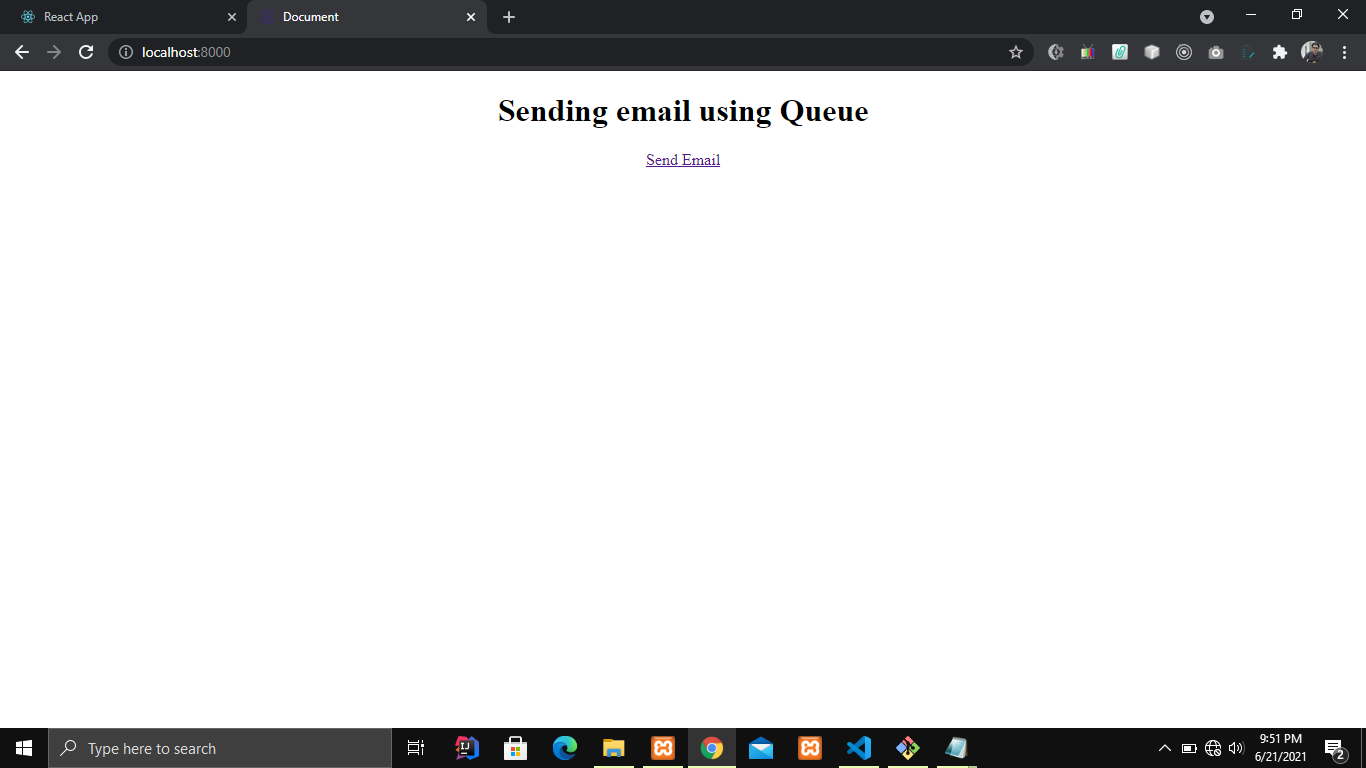 React App
Document
localhost:8000
Sending email using Queue
Send Email
Type here to search
IJ
9:51 PM
6/21/2021
2